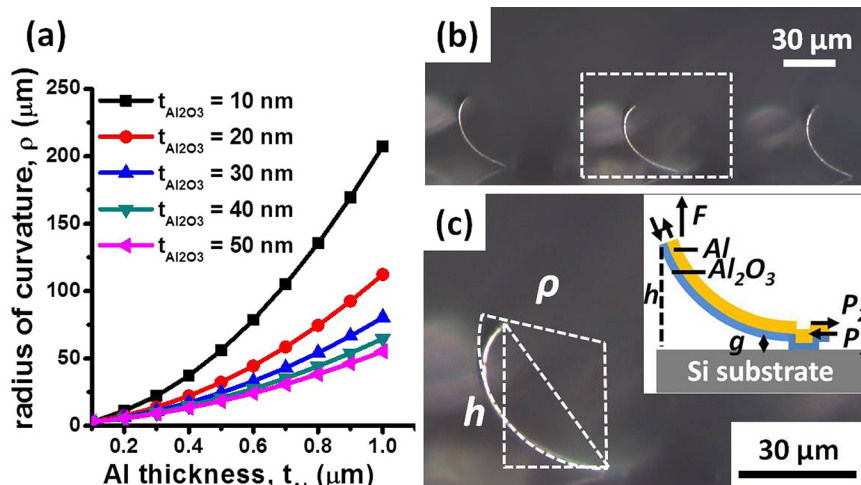 (a)
radius of curvature, ρ (μm)
250
200
150
100
50
0
t_Al2O3 = 10 nm
t_Al2O3 = 20 nm
t_Al2O3 = 30 nm
t_Al2O3 = 40 nm
t_Al2O3 = 50 nm
0.2 0.4 0.6 0.8 1.0
Al thickness, t (μm)
(b)
30 μm
(c)
ρ
h
30 μm
F
Al
Al₂O₃
h
P₂
P
g
Si substrate